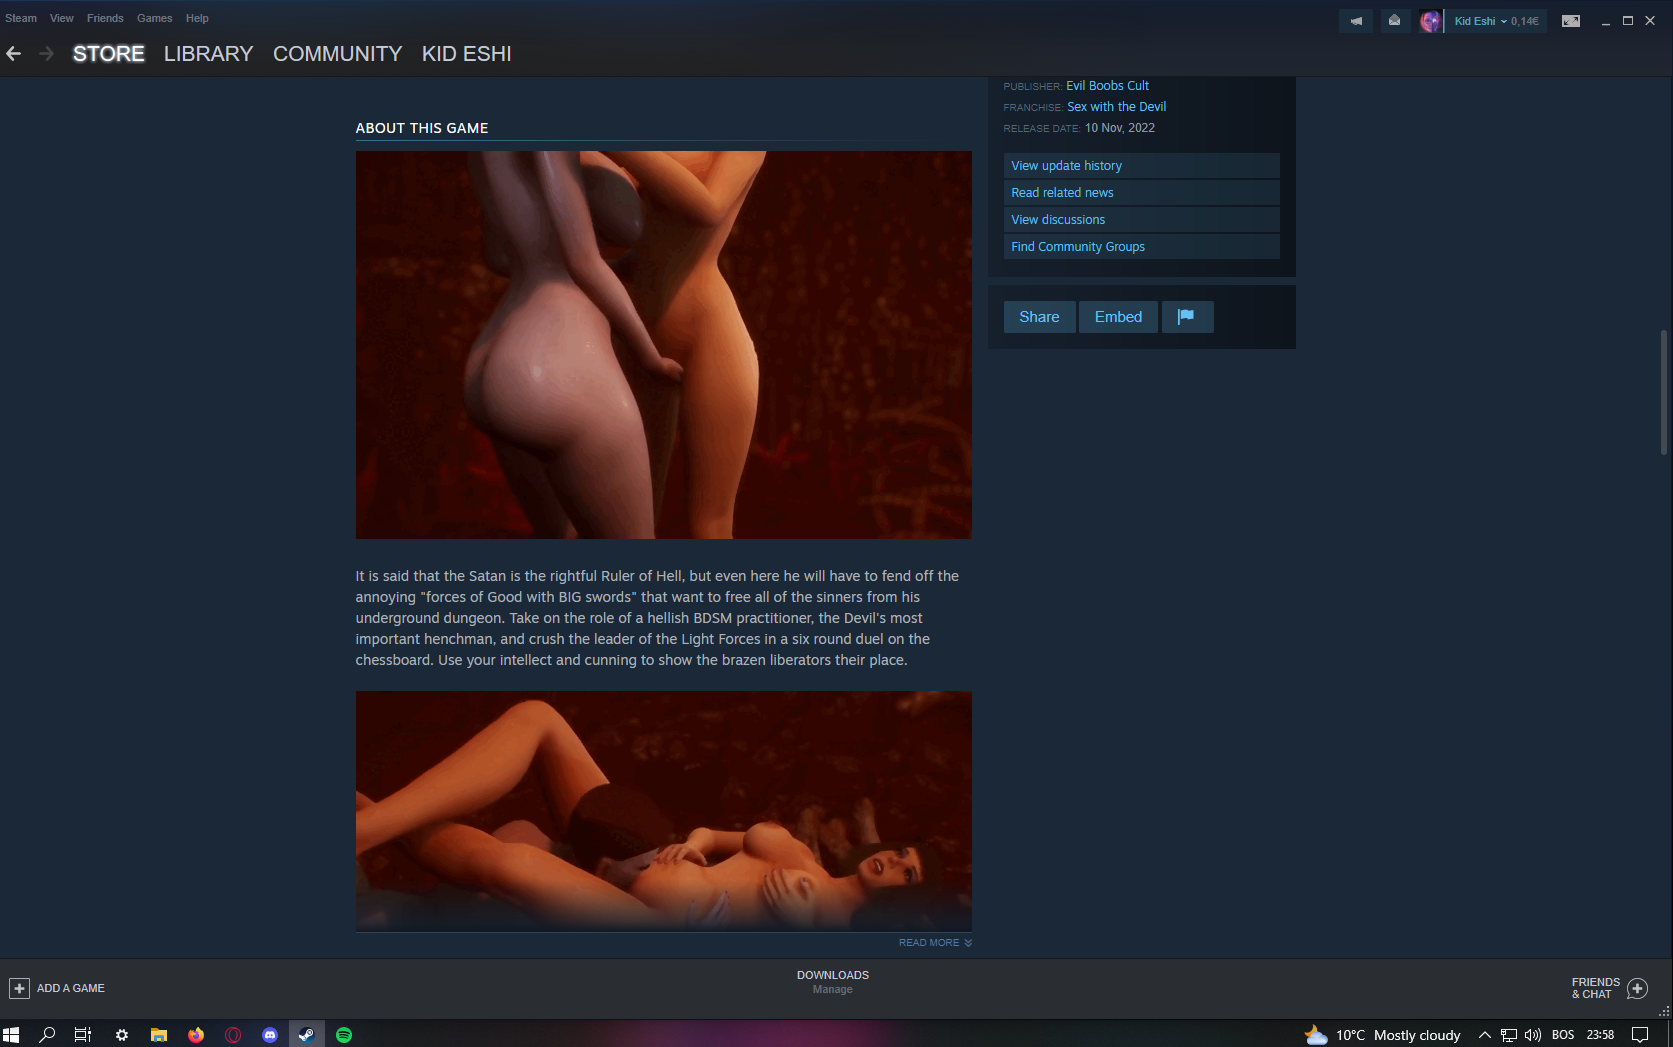 Steam View Friends Games Help
Kid Eshi 0,14€
STORE LIBRARY COMMUNITY KID ESHI
PUBLISHER: Evil Boobs Cult
FRANCHISE: Sex with the Devil
RELEASE DATE: 10 Nov, 2022
View update history
Read related news
View discussions
Find Community Groups
Share Embed
ABOUT THIS GAME
It is said that the Satan is the rightful Ruler of Hell, but even here he will have to fend off the
annoying "forces of Good with BIG swords" that want to free all of the sinners from his
underground dungeon. Take on the role of a hellish BDSM practitioner, the Devil's most
important henchman, and crush the leader of the Light Forces in a six round duel on the
chessboard. Use your intellect and cunning to show the brazen liberators their place.
READ MORE
ADD A GAME
DOWNLOADS
Manage
FRIENDS
& CHAT
10°C Mostly cloudy BOS 23:58